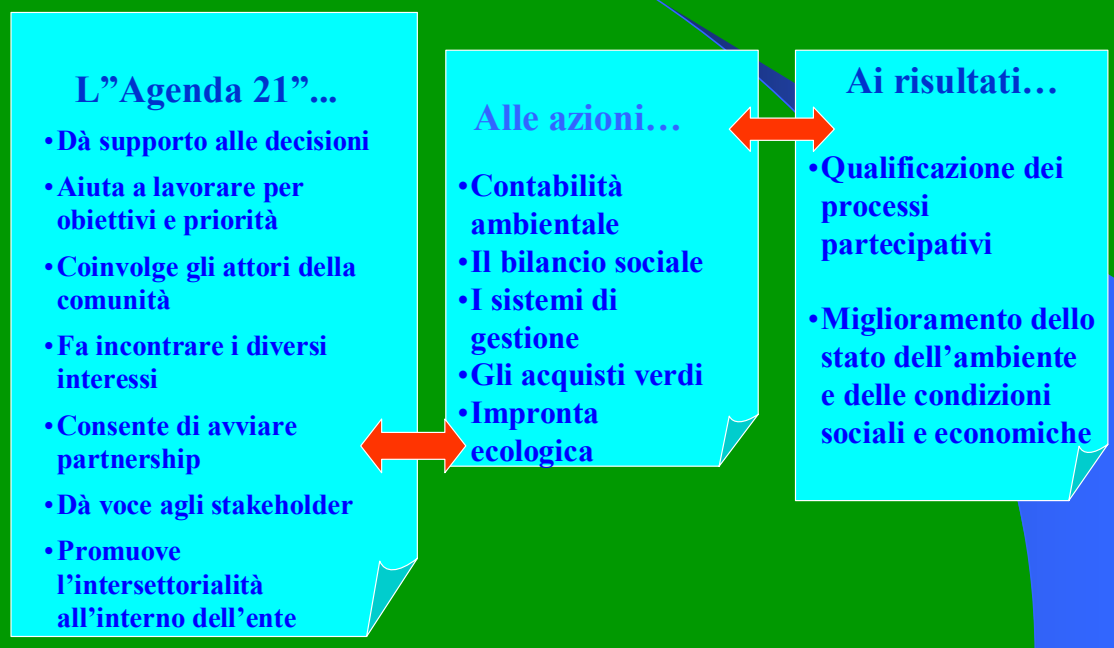 L”Agenda 21”...
•Dà supporto alle decisioni
•Aiuta a lavorare per
obiettivi e priorità
•Coinvolge gli attori della
comunità
•Fa incontrare i diversi
interessi
•Consente di avviare
partnership
•Dà voce agli stakeholder
•Promuove
l’intersettorialità
all’interno dell’ente
Alle azioni…
•Contabilità
ambientale
•Il bilancio sociale
•I sistemi di
gestione
•Gli acquisti verdi
•Impronta
ecologica
Ai risultati…
•Qualificazione dei
processi
partecipativi
•Miglioramento dello
stato dell’ambiente
e delle condizioni
sociali e economiche